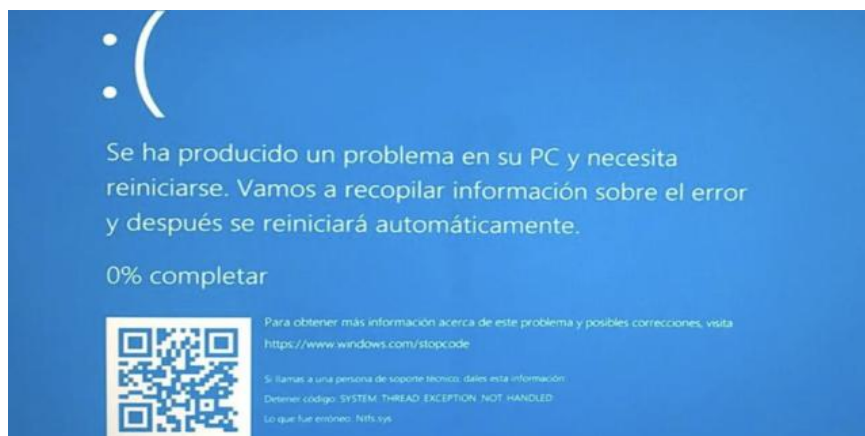 :(
Se ha producido un problema en su PC y necesita
reiniciarse. Vamos a recopilar información sobre el error
y después se reiniciará automáticamente.
0% completar
Para obtener más información acerca de este problema y posibles correcciones, visita
https://www.windows.com/stopcode
Si llamas a una persona de soporte técnico, dales esta información:
Detener código: SYSTEM THREAD EXCEPTION NOT HANDLED
Lo que fue erróneo: Ntfs.sys